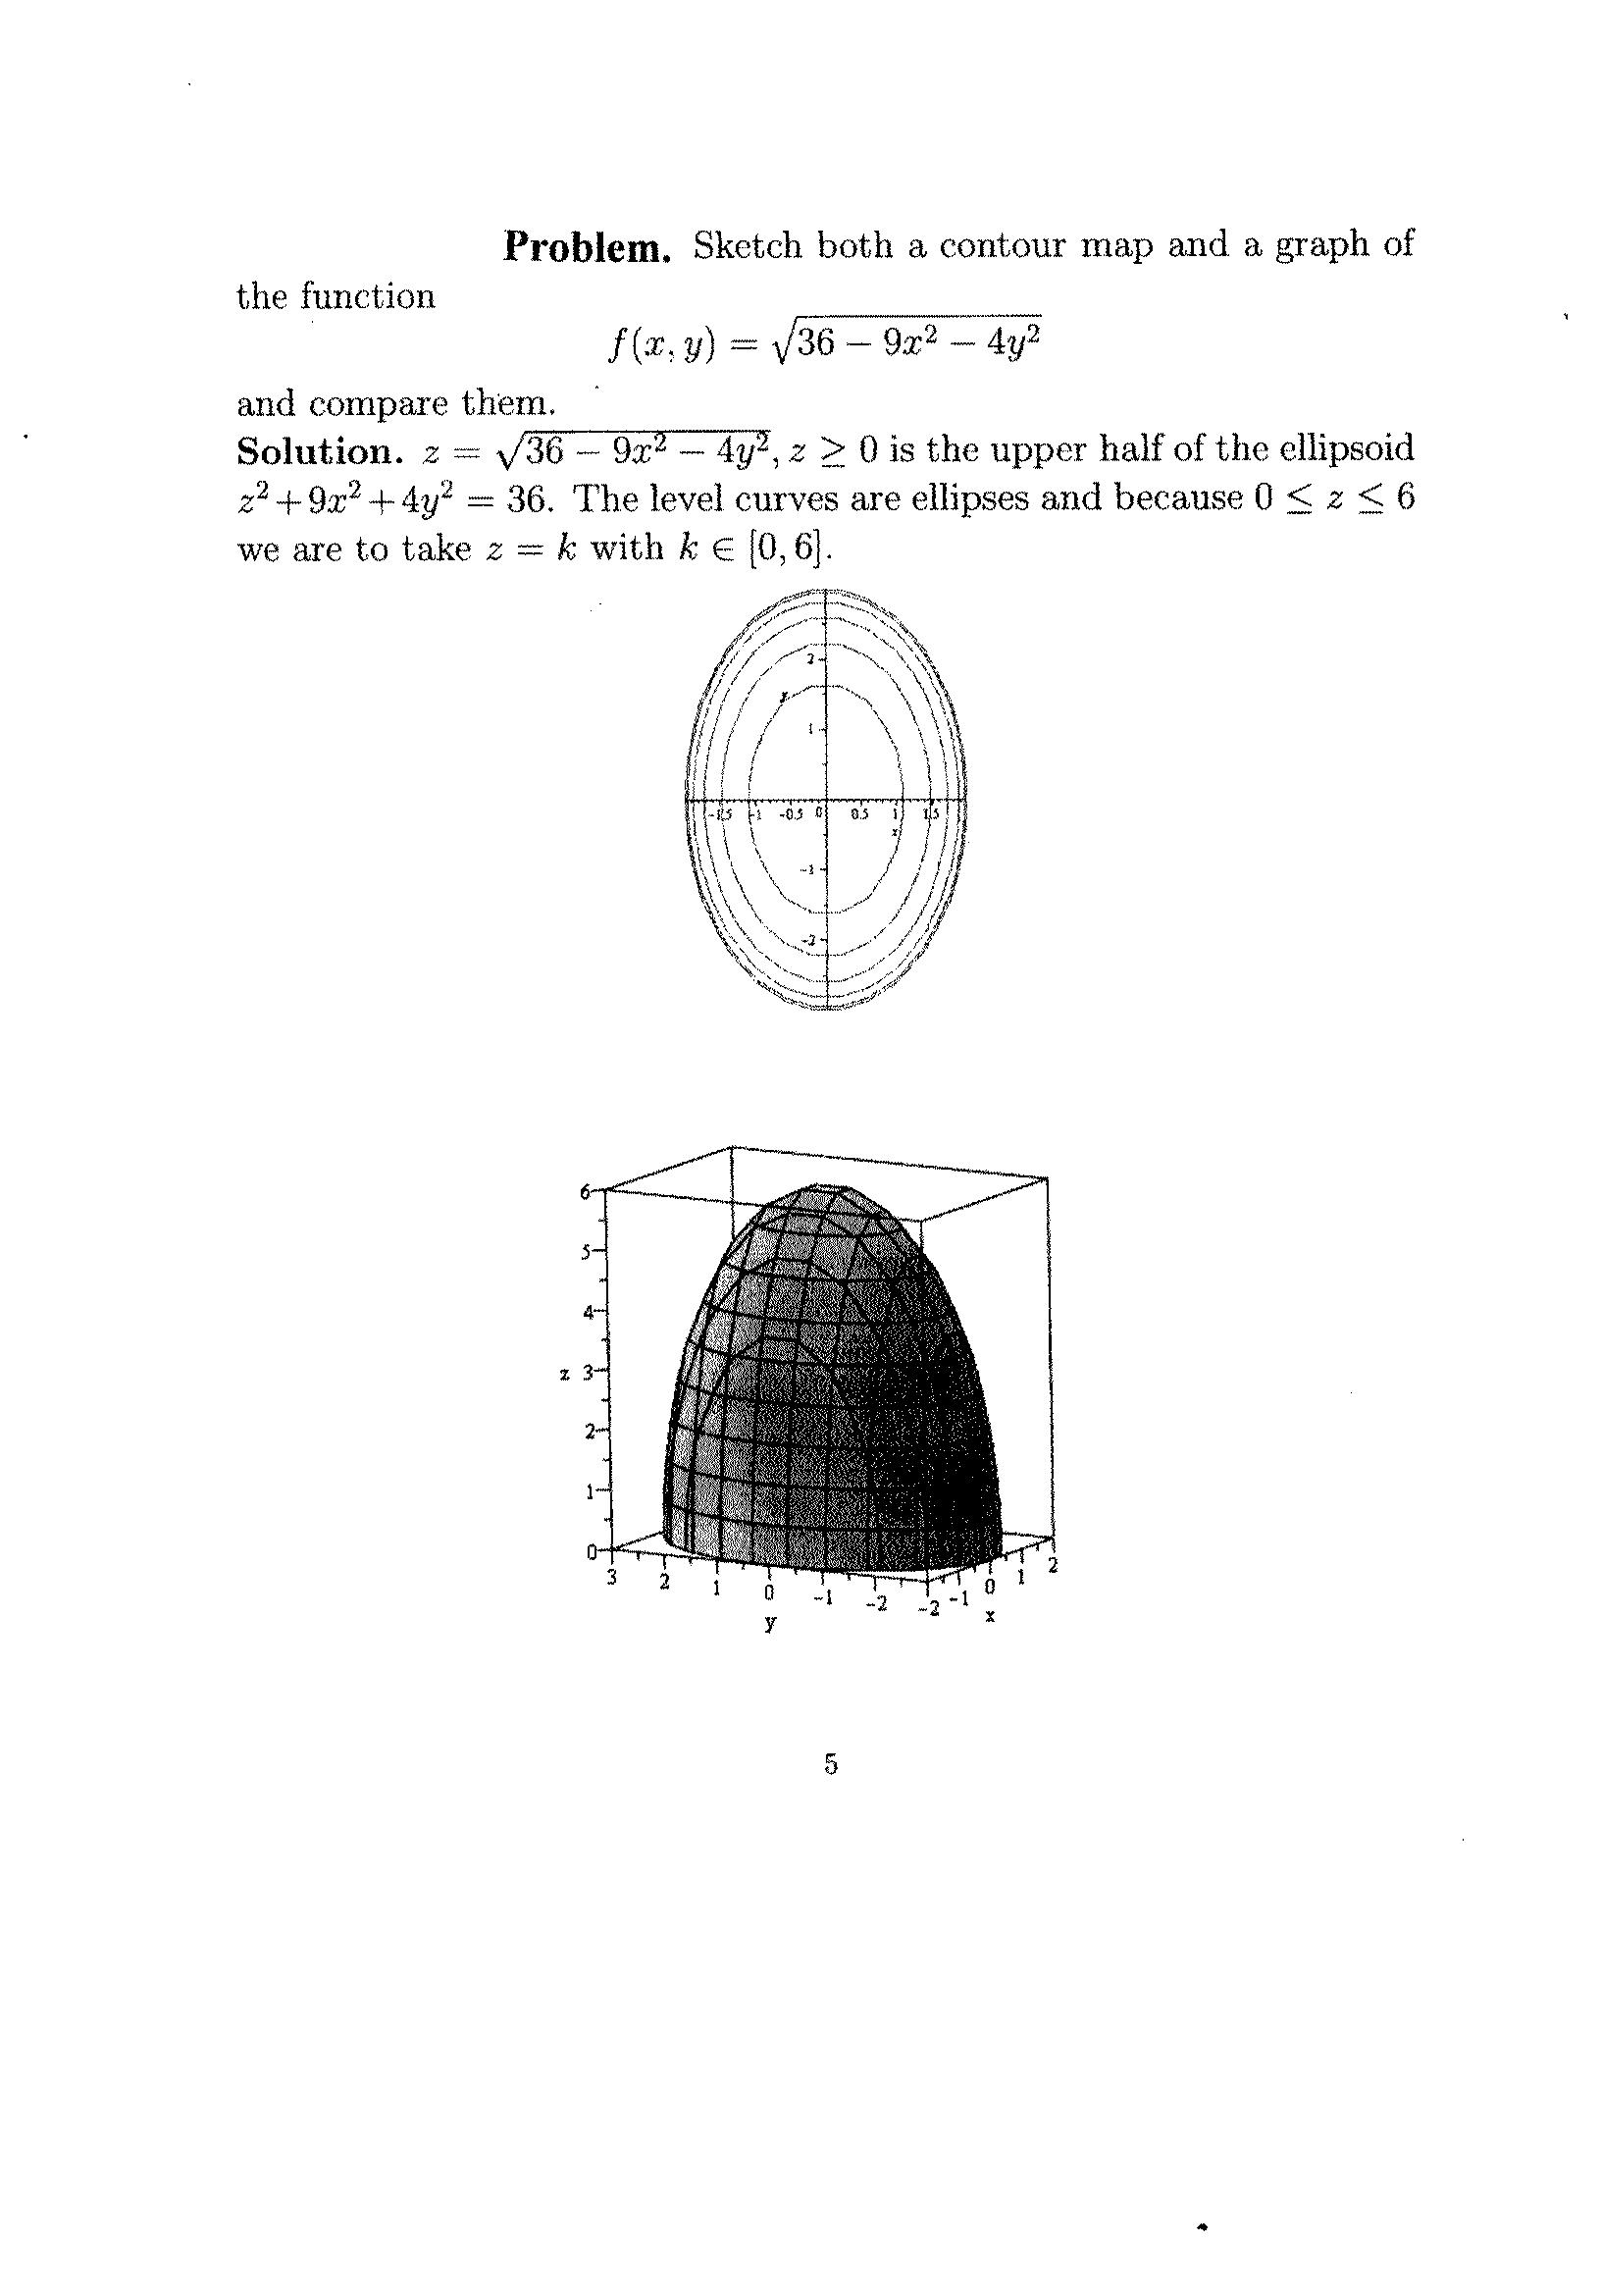 Problem. Sketch both a contour map and a graph of
the function
f(x, y) = √36 − 9x² − 4y²
and compare them.
Solution. z = √36 − 9x² − 4y², z ≥ 0 is the upper half of the ellipsoid
z² + 9x² + 4y² = 36. The level curves are ellipses and because 0 ≤ z ≤ 6
we are to take z = k with k ∈ [0, 6].
2
y
1
-1.5 -1 -0.5 0 0.5 1 1.5
x
-1
-2
6
5
4
z 3
2
1
0
3 2 1 0 -1 -2 -2 -1 0 1 2
y x
5